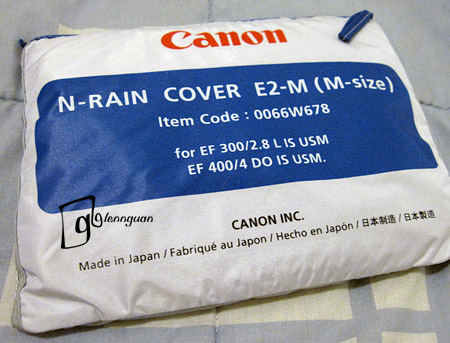 Canon
N-RAIN COVER E2-M (M-size)
Item Code : 0066W678
for EF 300/2.8 L IS USM
EF 400/4 DO IS USM.
g glennguan
CANON INC.
Made in Japan / Fabriqué au Japon / Hecho en Japón / 日本制造 / 日本製造